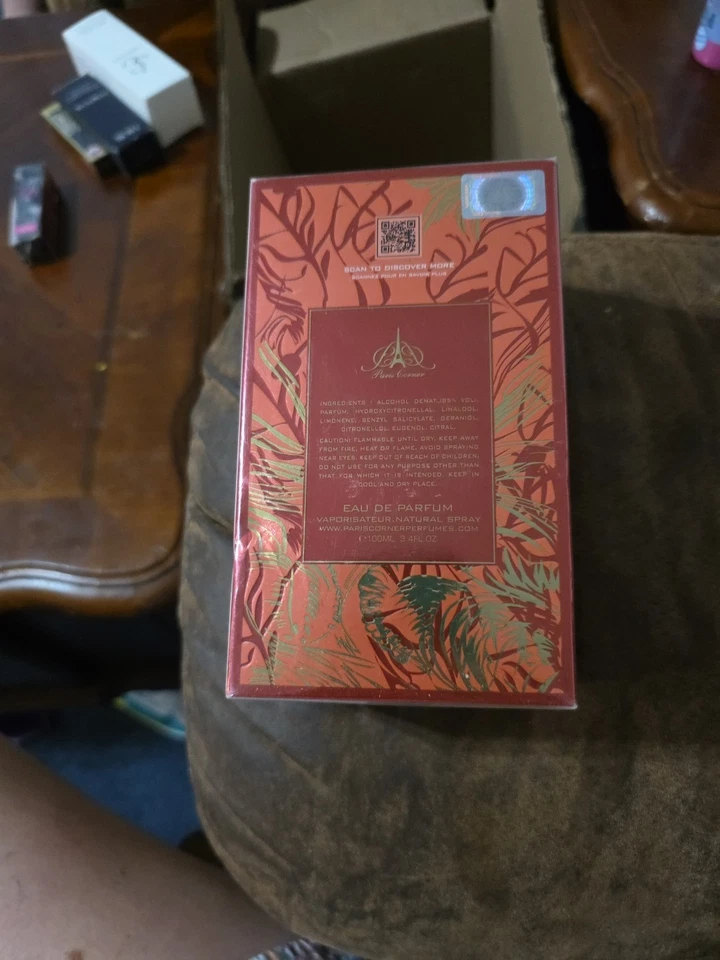 SCAN TO DISCOVER MORE
SCANNEZ POUR EN SAVOIR PLUS
Paris Corner
INGREDIENTS : ALCOHOL DENAT.(85% VOL).
PARFUM, HYDROXYCITRONELLAL, LINALOOL,
LIMONENE, BENZYL SALICYLATE, GERANIOL,
CITRONELLOL, EUGENOL, CITRAL.
CAUTION: FLAMMABLE UNTIL DRY. KEEP AWAY
FROM FIRE, HEAT OR FLAME. AVOID SPRAYING
NEAR EYES. KEEP OUT OF REACH OF CHILDREN.
DO NOT USE FOR ANY PURPOSE OTHER THAN
THAT FOR WHICH IT IS INTENDED. KEEP IN
COOL AND DRY PLACE.
EAU DE PARFUM
VAPORISATEUR.NATURAL SPRAY
WWW.PARISCORNERPERFUMES.COM
℮100ML 3.4FL.OZ